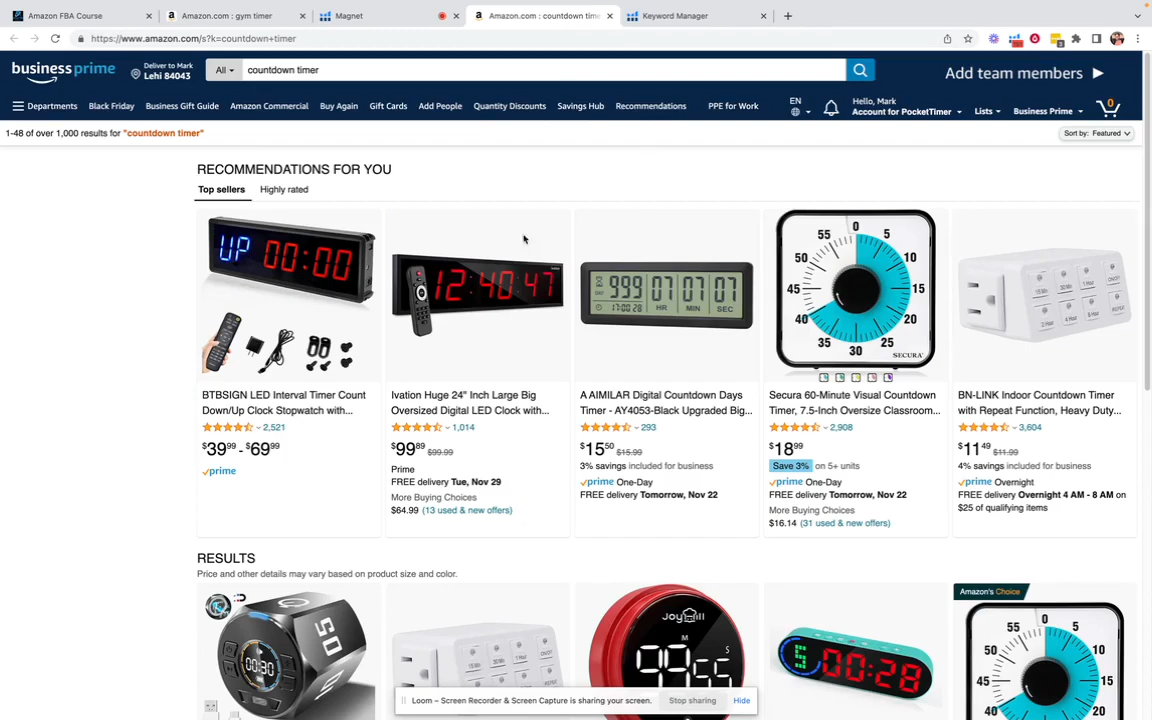 Amazon FBA Course
Amazon.com : gym timer
Magnet
Amazon.com : countdown time
Keyword Manager
https://www.amazon.com/s?k=countdown+timer
business prime
Deliver to Mark
Lehi 84043
All
countdown timer
Add team members
Departments
Black Friday
Business Gift Guide
Amazon Commercial
Buy Again
Gift Cards
Add People
Quantity Discounts
Savings Hub
Recommendations
PPE for Work
EN
Hello, Mark
Account for PocketTimer
Lists
Business Prime
0
1-48 of over 1,000 results for "countdown timer"
Sort by: Featured
RECOMMENDATIONS FOR YOU
Top sellers
Highly rated
UP 00:00
12:40:47
999 07 07 07
17:00:28 HR MIN SEC
0
55 5
50 10
45 15
40 20
35 25
30
SECURA
BTBSIGN LED Interval Timer Count
Down/Up Clock Stopwatch with...
2,521
$39.99 - $69.99
prime
Ivation Huge 24" Inch Large Big
Oversized Digital LED Clock with...
1,014
$99.89 $99.99
Prime
FREE delivery Tue, Nov 29
More Buying Choices
$64.99 (13 used & new offers)
A AIMILAR Digital Countdown Days
Timer - AY4053-Black Upgraded Big...
293
$15.50 $15.99
3% savings included for business
prime One-Day
FREE delivery Tomorrow, Nov 22
Secura 60-Minute Visual Countdown
Timer, 7.5-Inch Oversize Classroom...
2,908
$18.99
Save 3% on 5+ units
prime One-Day
FREE delivery Tomorrow, Nov 22
More Buying Choices
$16.14 (31 used & new offers)
BN-LINK Indoor Countdown Timer
with Repeat Function, Heavy Duty...
3,604
$11.49 $11.99
4% savings included for business
prime Overnight
FREE delivery Overnight 4 AM - 8 AM on
$25 of qualifying items
RESULTS
Price and other details may vary based on product size and color.
50
00:30
M
S
5 00:28
Amazon's Choice
0
55 5
50 10
45 15
40 20
Loom – Screen Recorder & Screen Capture is sharing your screen.
Stop sharing
Hide